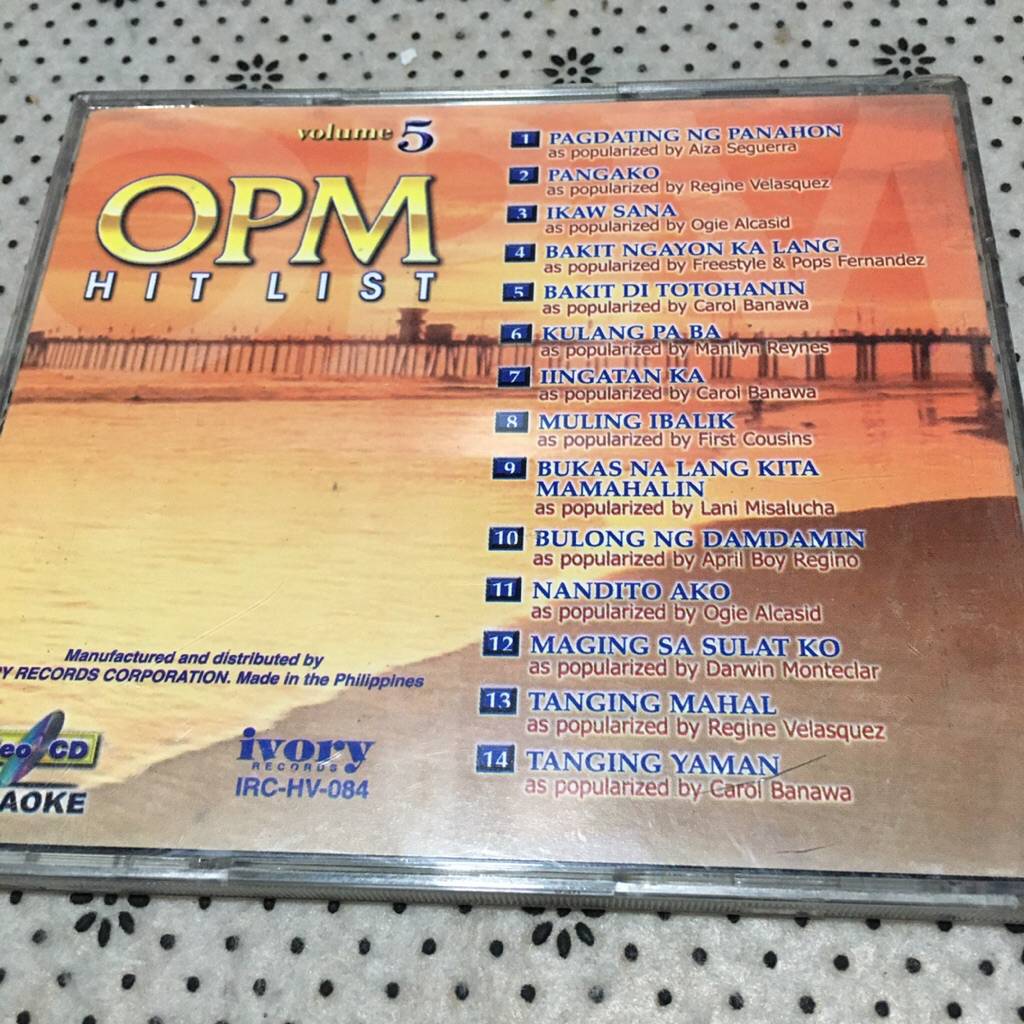 volume 5
OPM
HIT LIST
1 PAGDATING NG PANAHON
as popularized by Aiza Seguerra
2 PANGAKO
as popularized by Regine Velasquez
3 IKAW SANA
as popularized by Ogie Alcasid
4 BAKIT NGAYON KA LANG
as popularized by Freestyle & Pops Fernandez
5 BAKIT DI TOTOHANIN
as popularized by Carol Banawa
6 KULANG PA BA
as popularized by Manilyn Reynes
7 IINGATAN KA
as popularized by Carol Banawa
8 MULING IBALIK
as popularized by First Cousins
9 BUKAS NA LANG KITA
MAMAHALIN
as popularized by Lani Misalucha
10 BULONG NG DAMDAMIN
as popularized by April Boy Regino
11 NANDITO AKO
as popularized by Ogie Alcasid
12 MAGING SA SULAT KO
as popularized by Darwin Monteclar
13 TANGING MAHAL
as popularized by Regine Velasquez
14 TANGING YAMAN
as popularized by Carol Banawa
Manufactured and distributed by
RECORDS CORPORATION. Made in the Philippines
CD
ivory
RECORDS
IRC-HV-084